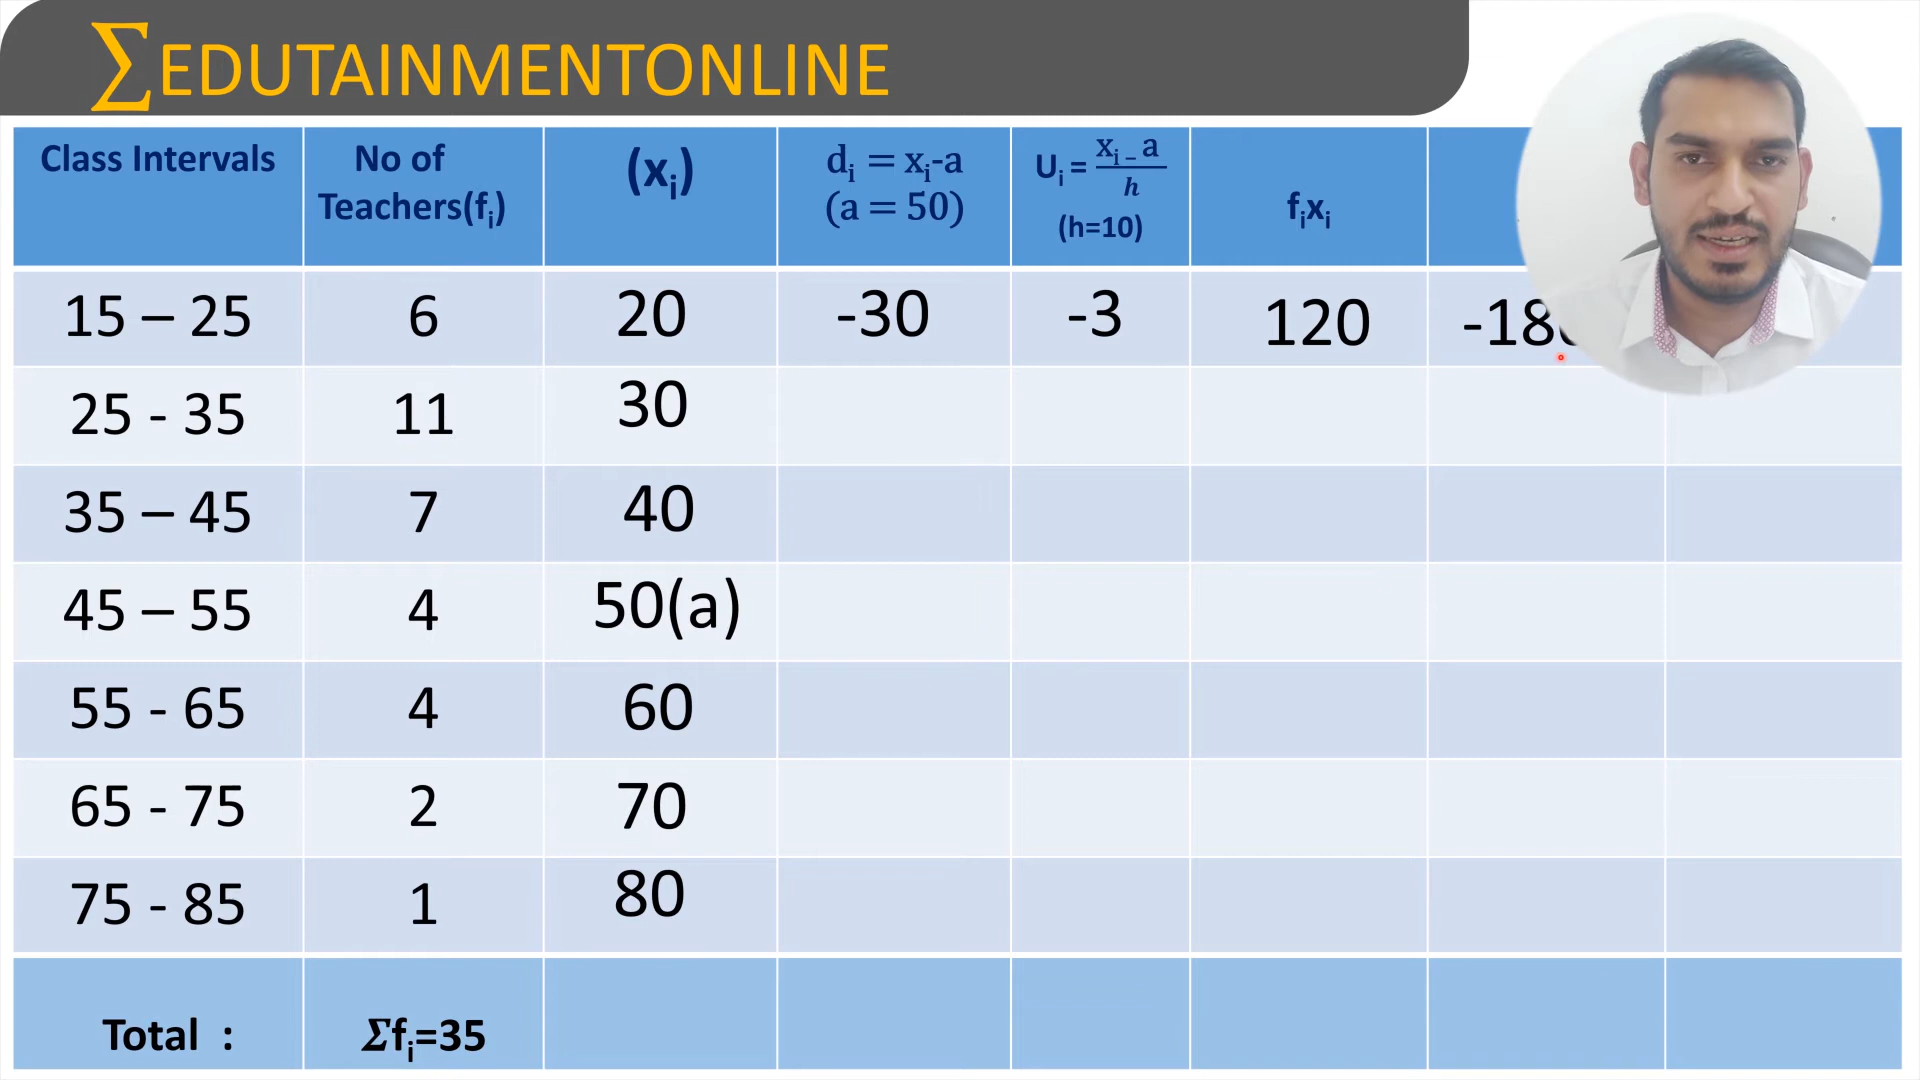 ∑EDUTAINMENTONLINE
Class Intervals
No of Teachers(fᵢ)
(xᵢ)
dᵢ = xᵢ-a
(a = 50)
Uᵢ = xᵢ – a / h
(h=10)
fᵢxᵢ
15 – 25 6 20 -30 -3 120
25 - 35 11 30
35 – 45 7 40
45 – 55 4 50(a)
55 - 65 4 60
65 - 75 2 70
75 - 85 1 80
Total : Σfᵢ=35